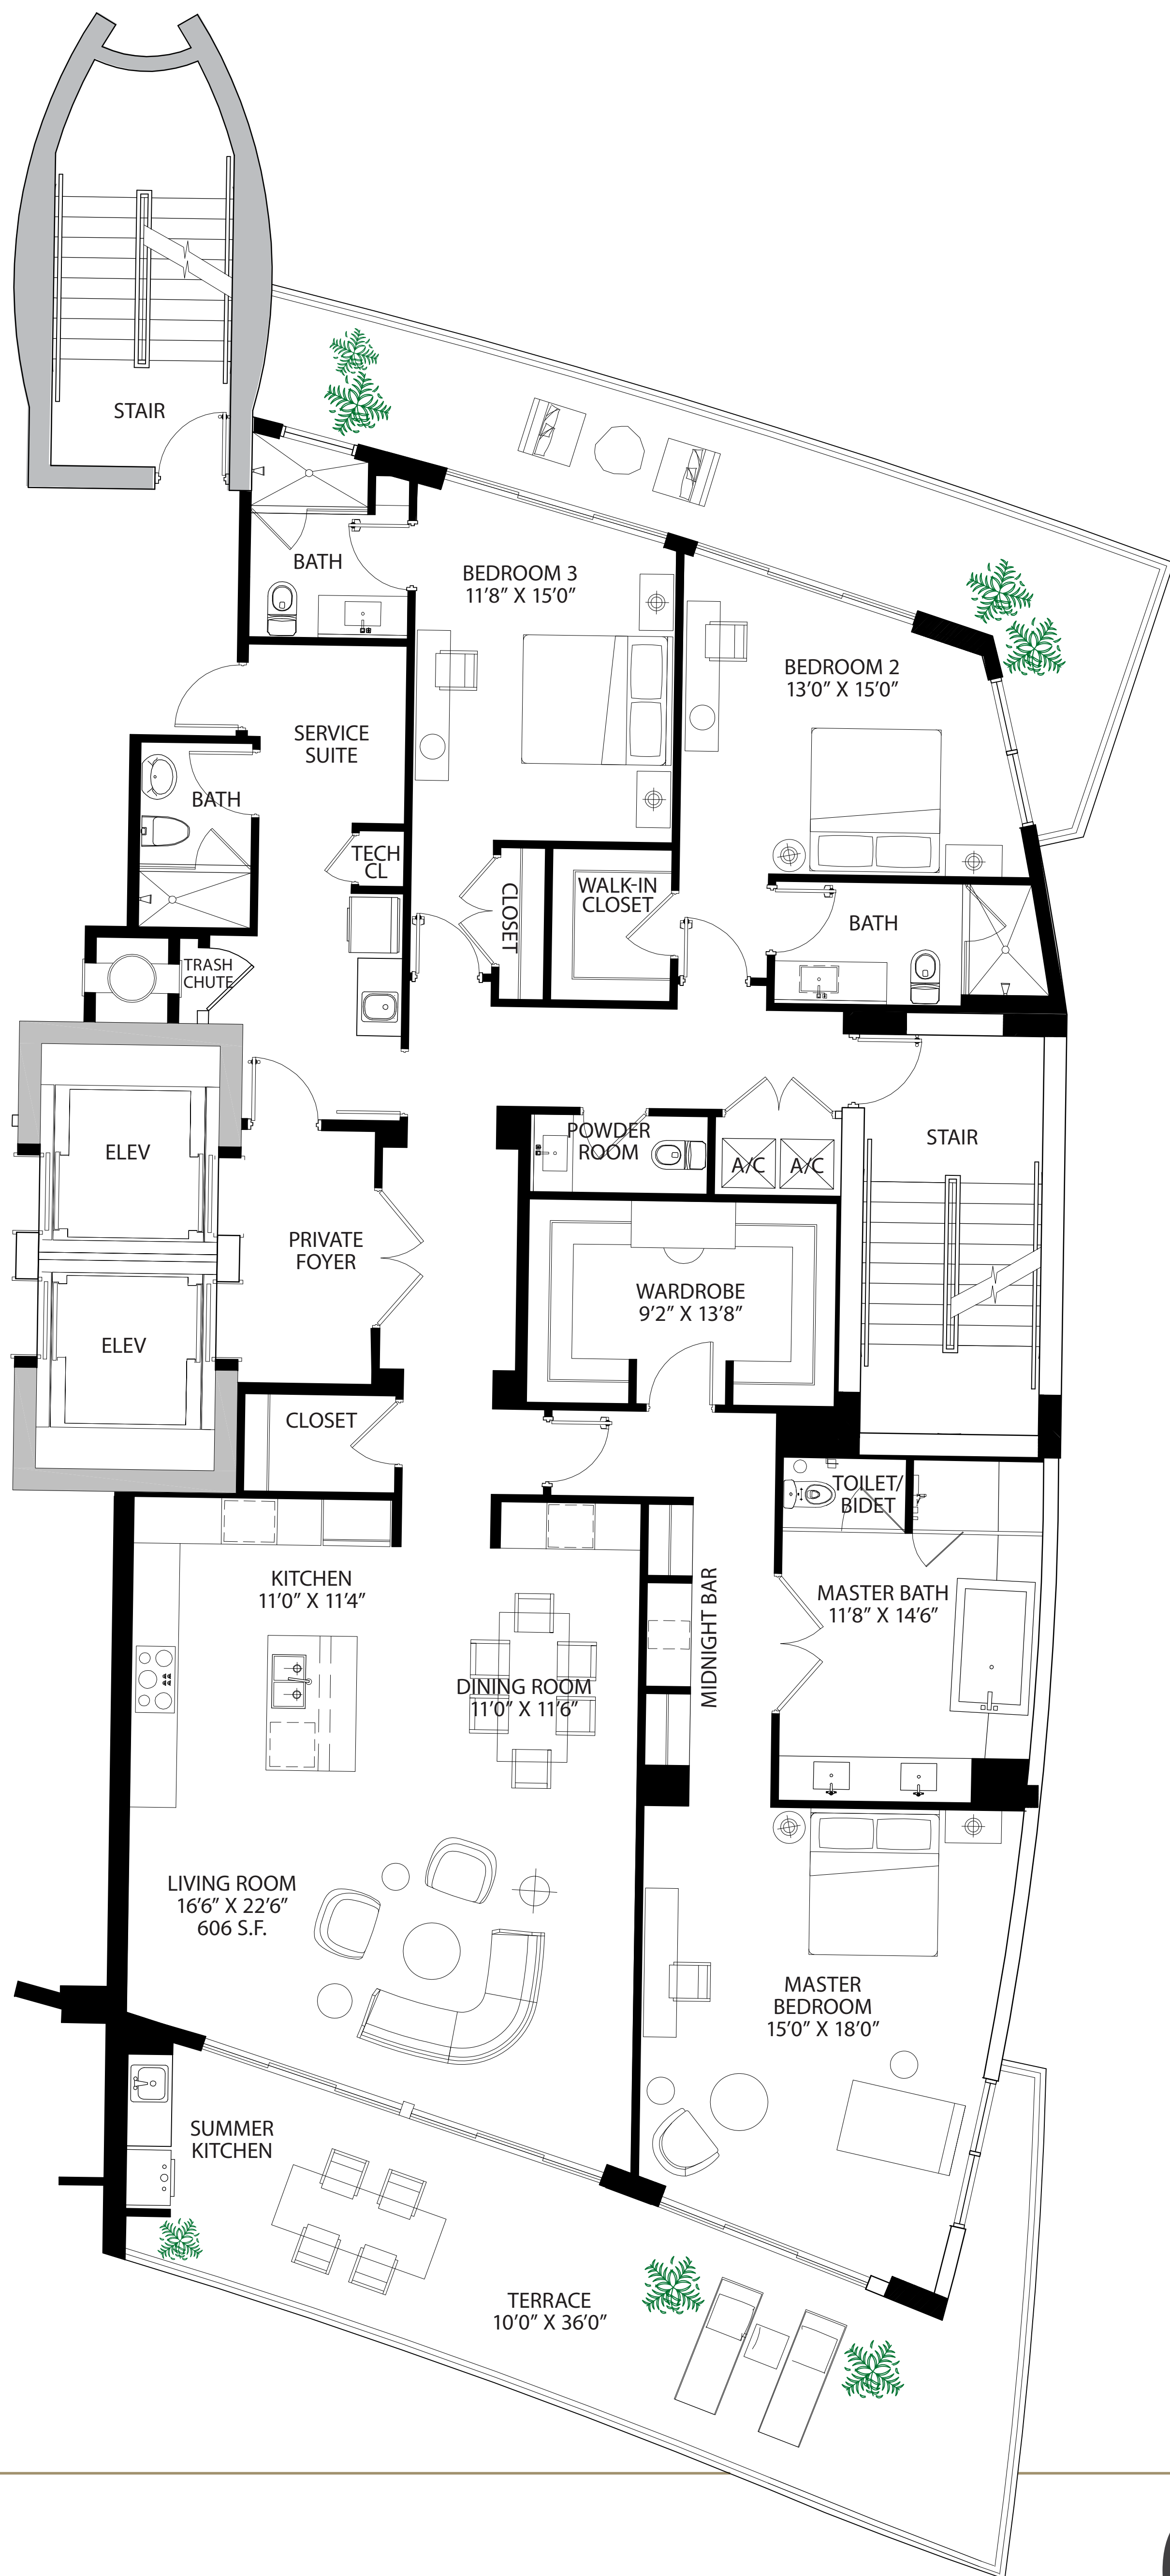 STAIR
BATH
BEDROOM 3
11'8" X 15'0"
BEDROOM 2
13'0" X 15'0"
SERVICE
SUITE
BATH
TECH
CL
CLOSET
WALK-IN
CLOSET
BATH
TRASH
CHUTE
ELEV
POWDER
ROOM
A/C
A/C
STAIR
PRIVATE
FOYER
WARDROBE
9'2" X 13'8"
ELEV
CLOSET
TOILET/
BIDET
KITCHEN
11'0" X 11'4"
MIDNIGHT BAR
MASTER BATH
11'8" X 14'6"
DINING ROOM
11'0" X 11'6"
LIVING ROOM
16'6" X 22'6"
606 S.F.
MASTER
BEDROOM
15'0" X 18'0"
SUMMER
KITCHEN
TERRACE
10'0" X 36'0"